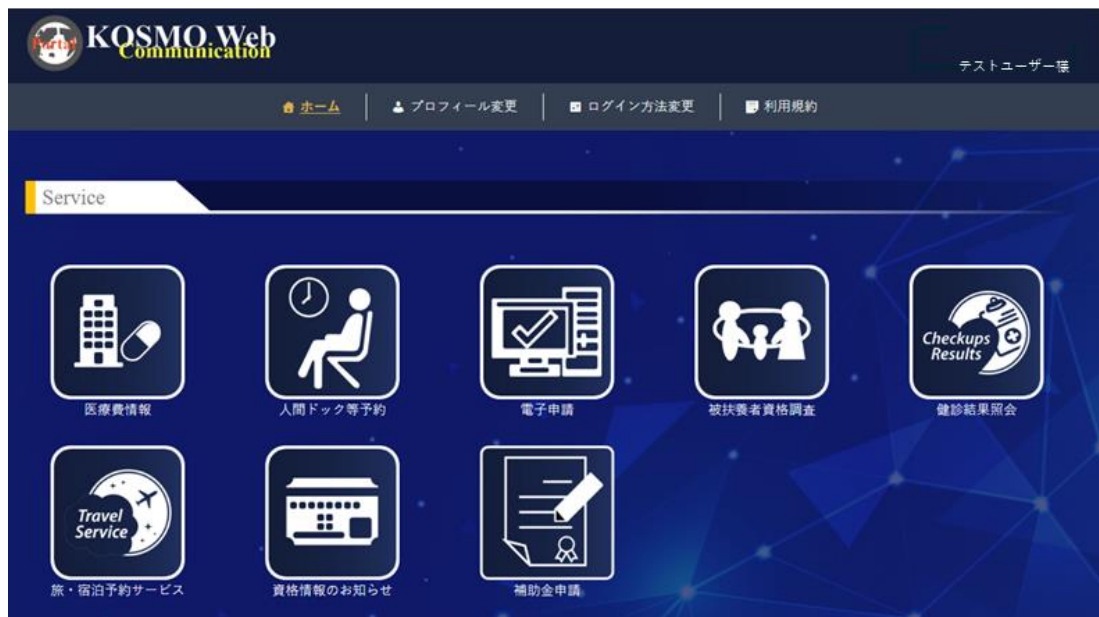 Portal KOSMO Web
Communication
テストユーザー様
ホーム プロフィール変更 ログイン方法変更 利用規約
Service
Checkups
Results
医療費情報 人間ドック等予約 電子申請 被扶養者資格調査 健診結果照会
Travel
Service
旅・宿泊予約サービス 資格情報のお知らせ 補助金申請